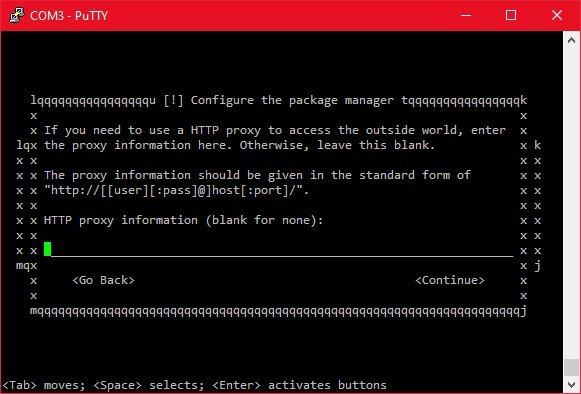 COM3 - PuTTY
lqqqqqqqqqqqqqqqqu [!] Configure the package manager tqqqqqqqqqqqqqqqqk
x x
x If you need to use a HTTP proxy to access the outside world, enter x
lqx the proxy information here. Otherwise, leave this blank. x k
x x x x
x x The proxy information should be given in the standard form of x x
x x "http://[[user][:pass]@]host[:port]/". x x
x x x x
x x HTTP proxy information (blank for none): x x
x x x x
x x __________________________________________________________________ x x
mqx x x
x <Go Back> <Continue> x j
x x
mqqqqqqqqqqqqqqqqqqqqqqqqqqqqqqqqqqqqqqqqqqqqqqqqqqqqqqqqqqqqqqqqqqqqj
<Tab> moves; <Space> selects; <Enter> activates buttons